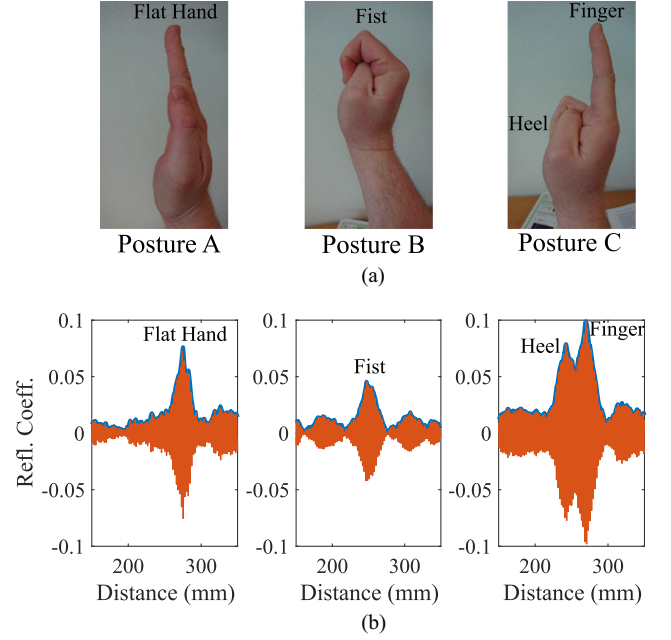 Flat Hand
Fist
Finger
Heel
Posture A
Posture B
Posture C
(a)
0.1
0.05
0
-0.05
-0.1
Refl. Coeff.
Flat Hand
200
300
Distance (mm)
0.1
0.05
0
-0.05
-0.1
Fist
200
300
Distance (mm)
0.1
0.05
0
-0.05
-0.1
Heel
Finger
200
300
Distance (mm)
(b)